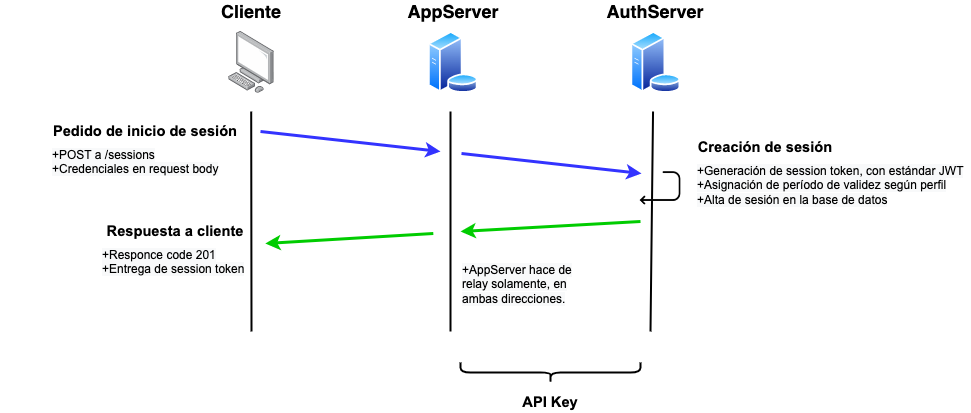 Cliente
AppServer
AuthServer
Pedido de inicio de sesión
+POST a /sessions
+Credenciales en request body
Creación de sesión
+Generación de session token, con estándar JWT
+Asignación de período de validez según perfil
+Alta de sesión en la base de datos
Respuesta a cliente
+Responce code 201
+Entrega de session token
+AppServer hace de
relay solamente, en
ambas direcciones.
API Key